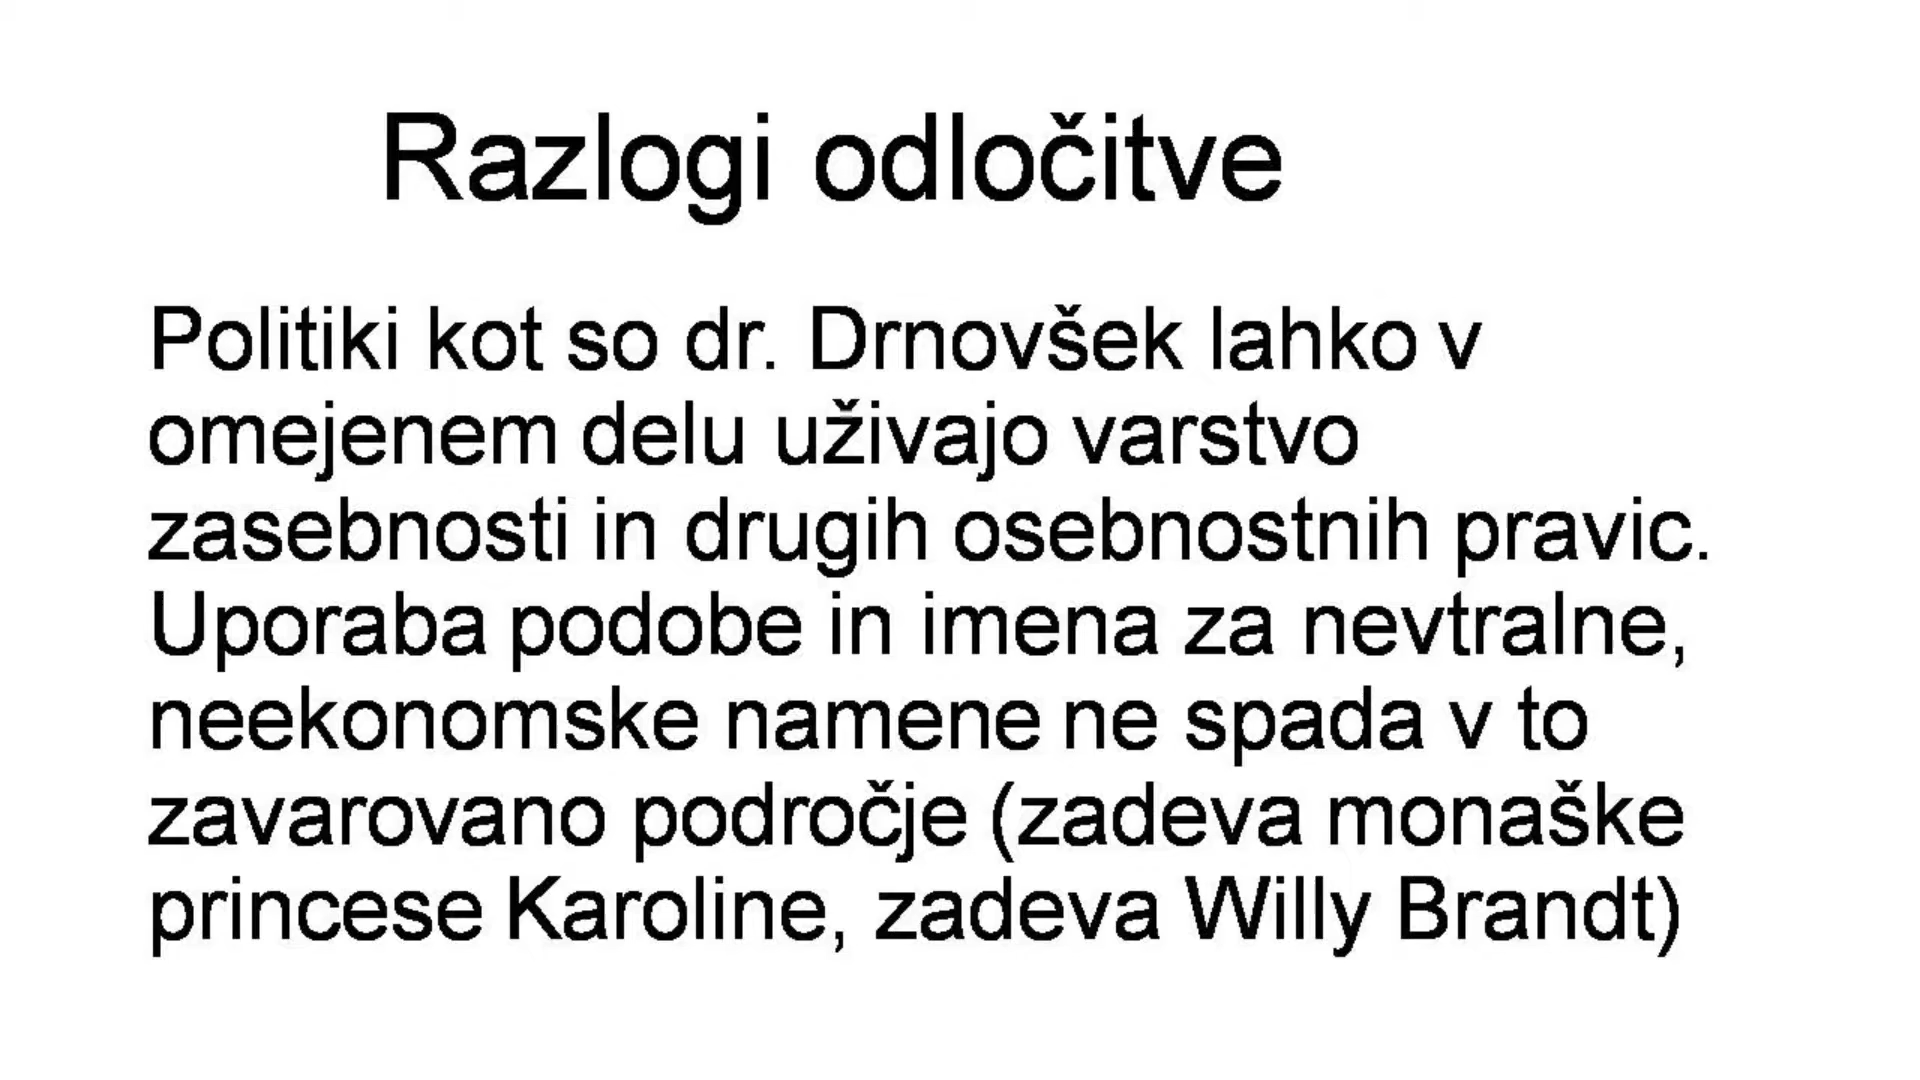 Razlogi odločitve
Politiki kot so dr. Drnovšek lahko v
omejenem delu uživajo varstvo
zasebnosti in drugih osebnostnih pravic.
Uporaba podobe in imena za nevtralne,
neekonomske namene ne spada v to
zavarovano področje (zadeva monaške
princese Karoline, zadeva Willy Brandt)